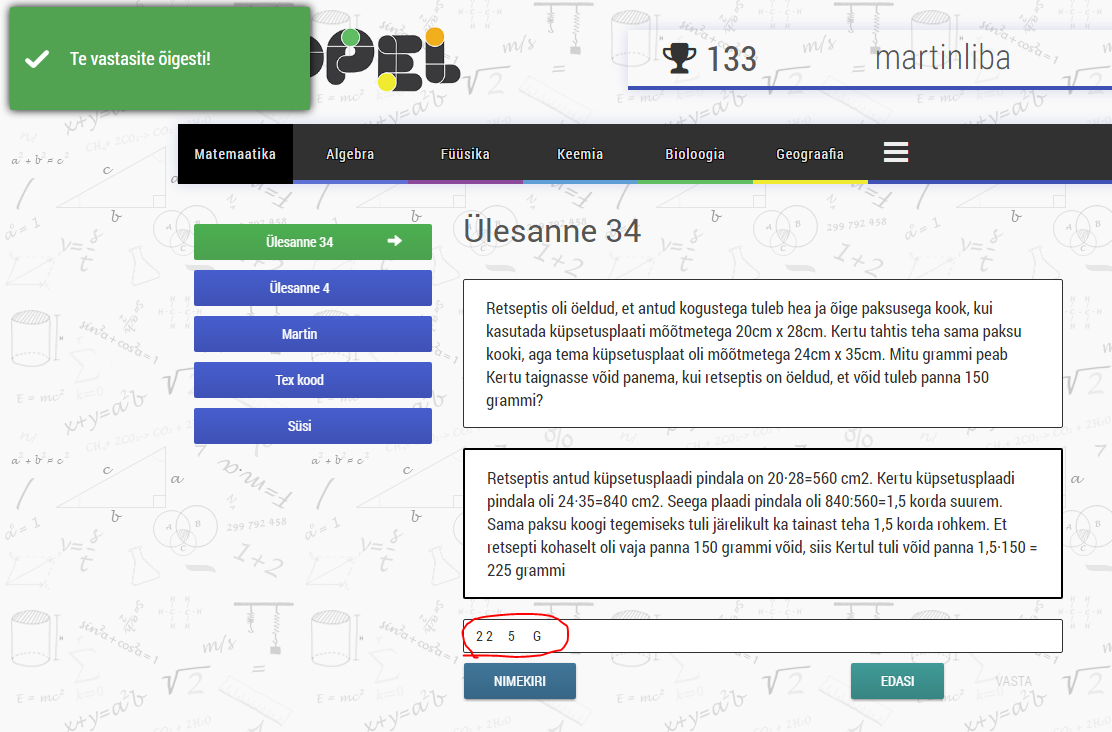 Te vastasite õigesti!
133
martinliba
Matemaatika
Algebra
Füüsika
Keemia
Bioloogia
Geograafia
Ülesanne 34
Ülesanne 4
Martin
Tex kood
Süsi
Ülesanne 34
Retseptis oli öeldud, et antud kogustega tuleb hea ja õige paksusega kook, kui
kasutada küpsetusplaati mõõtmetega 20cm x 28cm. Kertu tahtis teha sama paksu
kooki, aga tema küpsetusplaat oli mõõtmetega 24cm x 35cm. Mitu grammi peab
Kertu taignasse võid panema, kui retseptis on öeldud, et võid tuleb panna 150
grammi?
Retseptis antud küpsetusplaadi pindala on 20·28=560 cm2. Kertu küpsetusplaadi
pindala oli 24·35=840 cm2. Seega plaadi pindala oli 840:560=1,5 korda suurem.
Sama paksu koogi tegemiseks tuli järelikult ka tainast teha 1,5 korda rohkem. Et
retsepti kohaselt oli vaja panna 150 grammi võid, siis Kertul tuli võid panna 1,5·150 =
225 grammi
22 5 G
NIMEKIRI
EDASI
VASTA